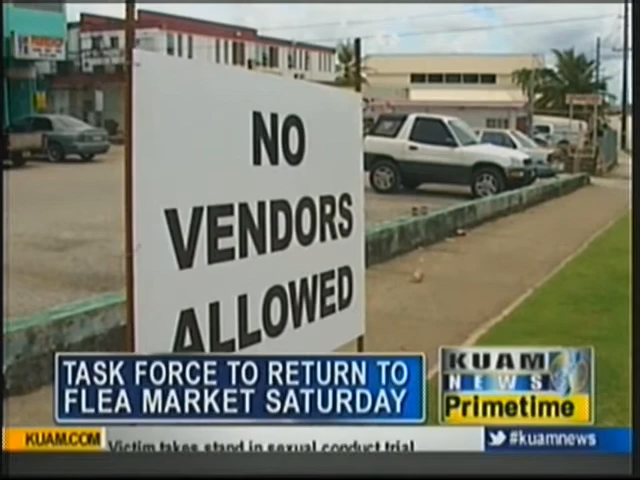 NO
VENDORS
ALLOWED
TASK FORCE TO RETURN TO
FLEA MARKET SATURDAY
KUAM
NEWS
Primetime
KUAM.COM
Victim takes stand in sexual conduct trial
#kuamnews